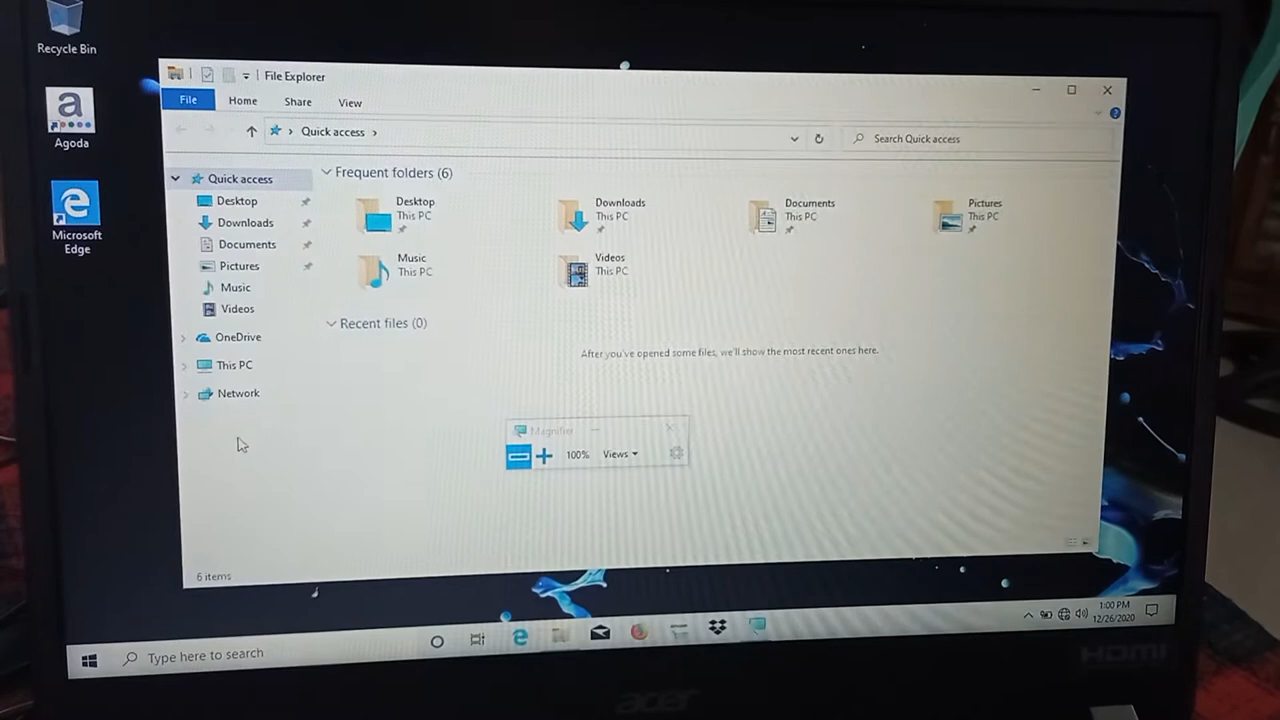 Recycle Bin
a
Agoda
Microsoft
Edge
File Explorer
File Home Share View
Quick access
Search Quick access
Quick access
Desktop
Downloads
Documents
Pictures
Music
Videos
OneDrive
This PC
Network
Frequent folders (6)
Desktop
This PC
Downloads
This PC
Documents
This PC
Pictures
This PC
Music
This PC
Videos
This PC
Recent files (0)
After you've opened some files, we'll show the most recent ones here.
Magnifier
100% Views
6 items
Type here to search
1:00 PM
12/26/2020
HDMI
acer